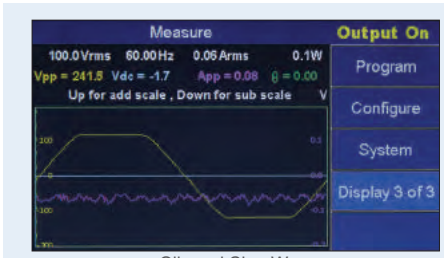 Measure
Output On
100.0Vrms 60.00Hz 0.06Arms 0.1W
Vpp = 241.5 Vdc = -1.7 App = 0.08 θ = 0.00
Up for add scale , Down for sub scale V
Program
Configure
System
Display 3 of 3
100
0.1
0.0
-100
-0.2